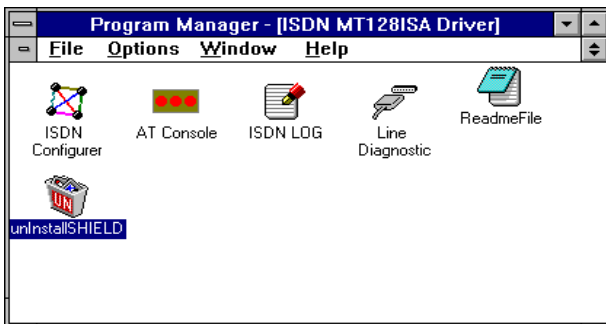 Program Manager - [ISDN MT128ISA Driver]
File Options Window Help
ISDN
Configurer
AT Console
ISDN LOG
Line
Diagnostic
ReadmeFile
UN
unInstallSHIELD